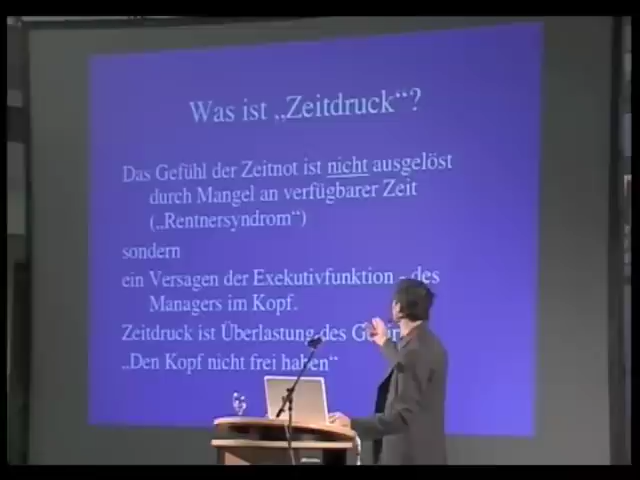 Was ist „Zeitdruck“?
Das Gefühl der Zeitnot ist nicht ausgelöst
durch Mangel an verfügbarer Zeit
(„Rentnersyndrom“)
sondern
ein Versagen der Exekutivfunktion - des
Managers im Kopf.
Zeitdruck ist Überlastung des
„Den Kopf nicht frei haben“